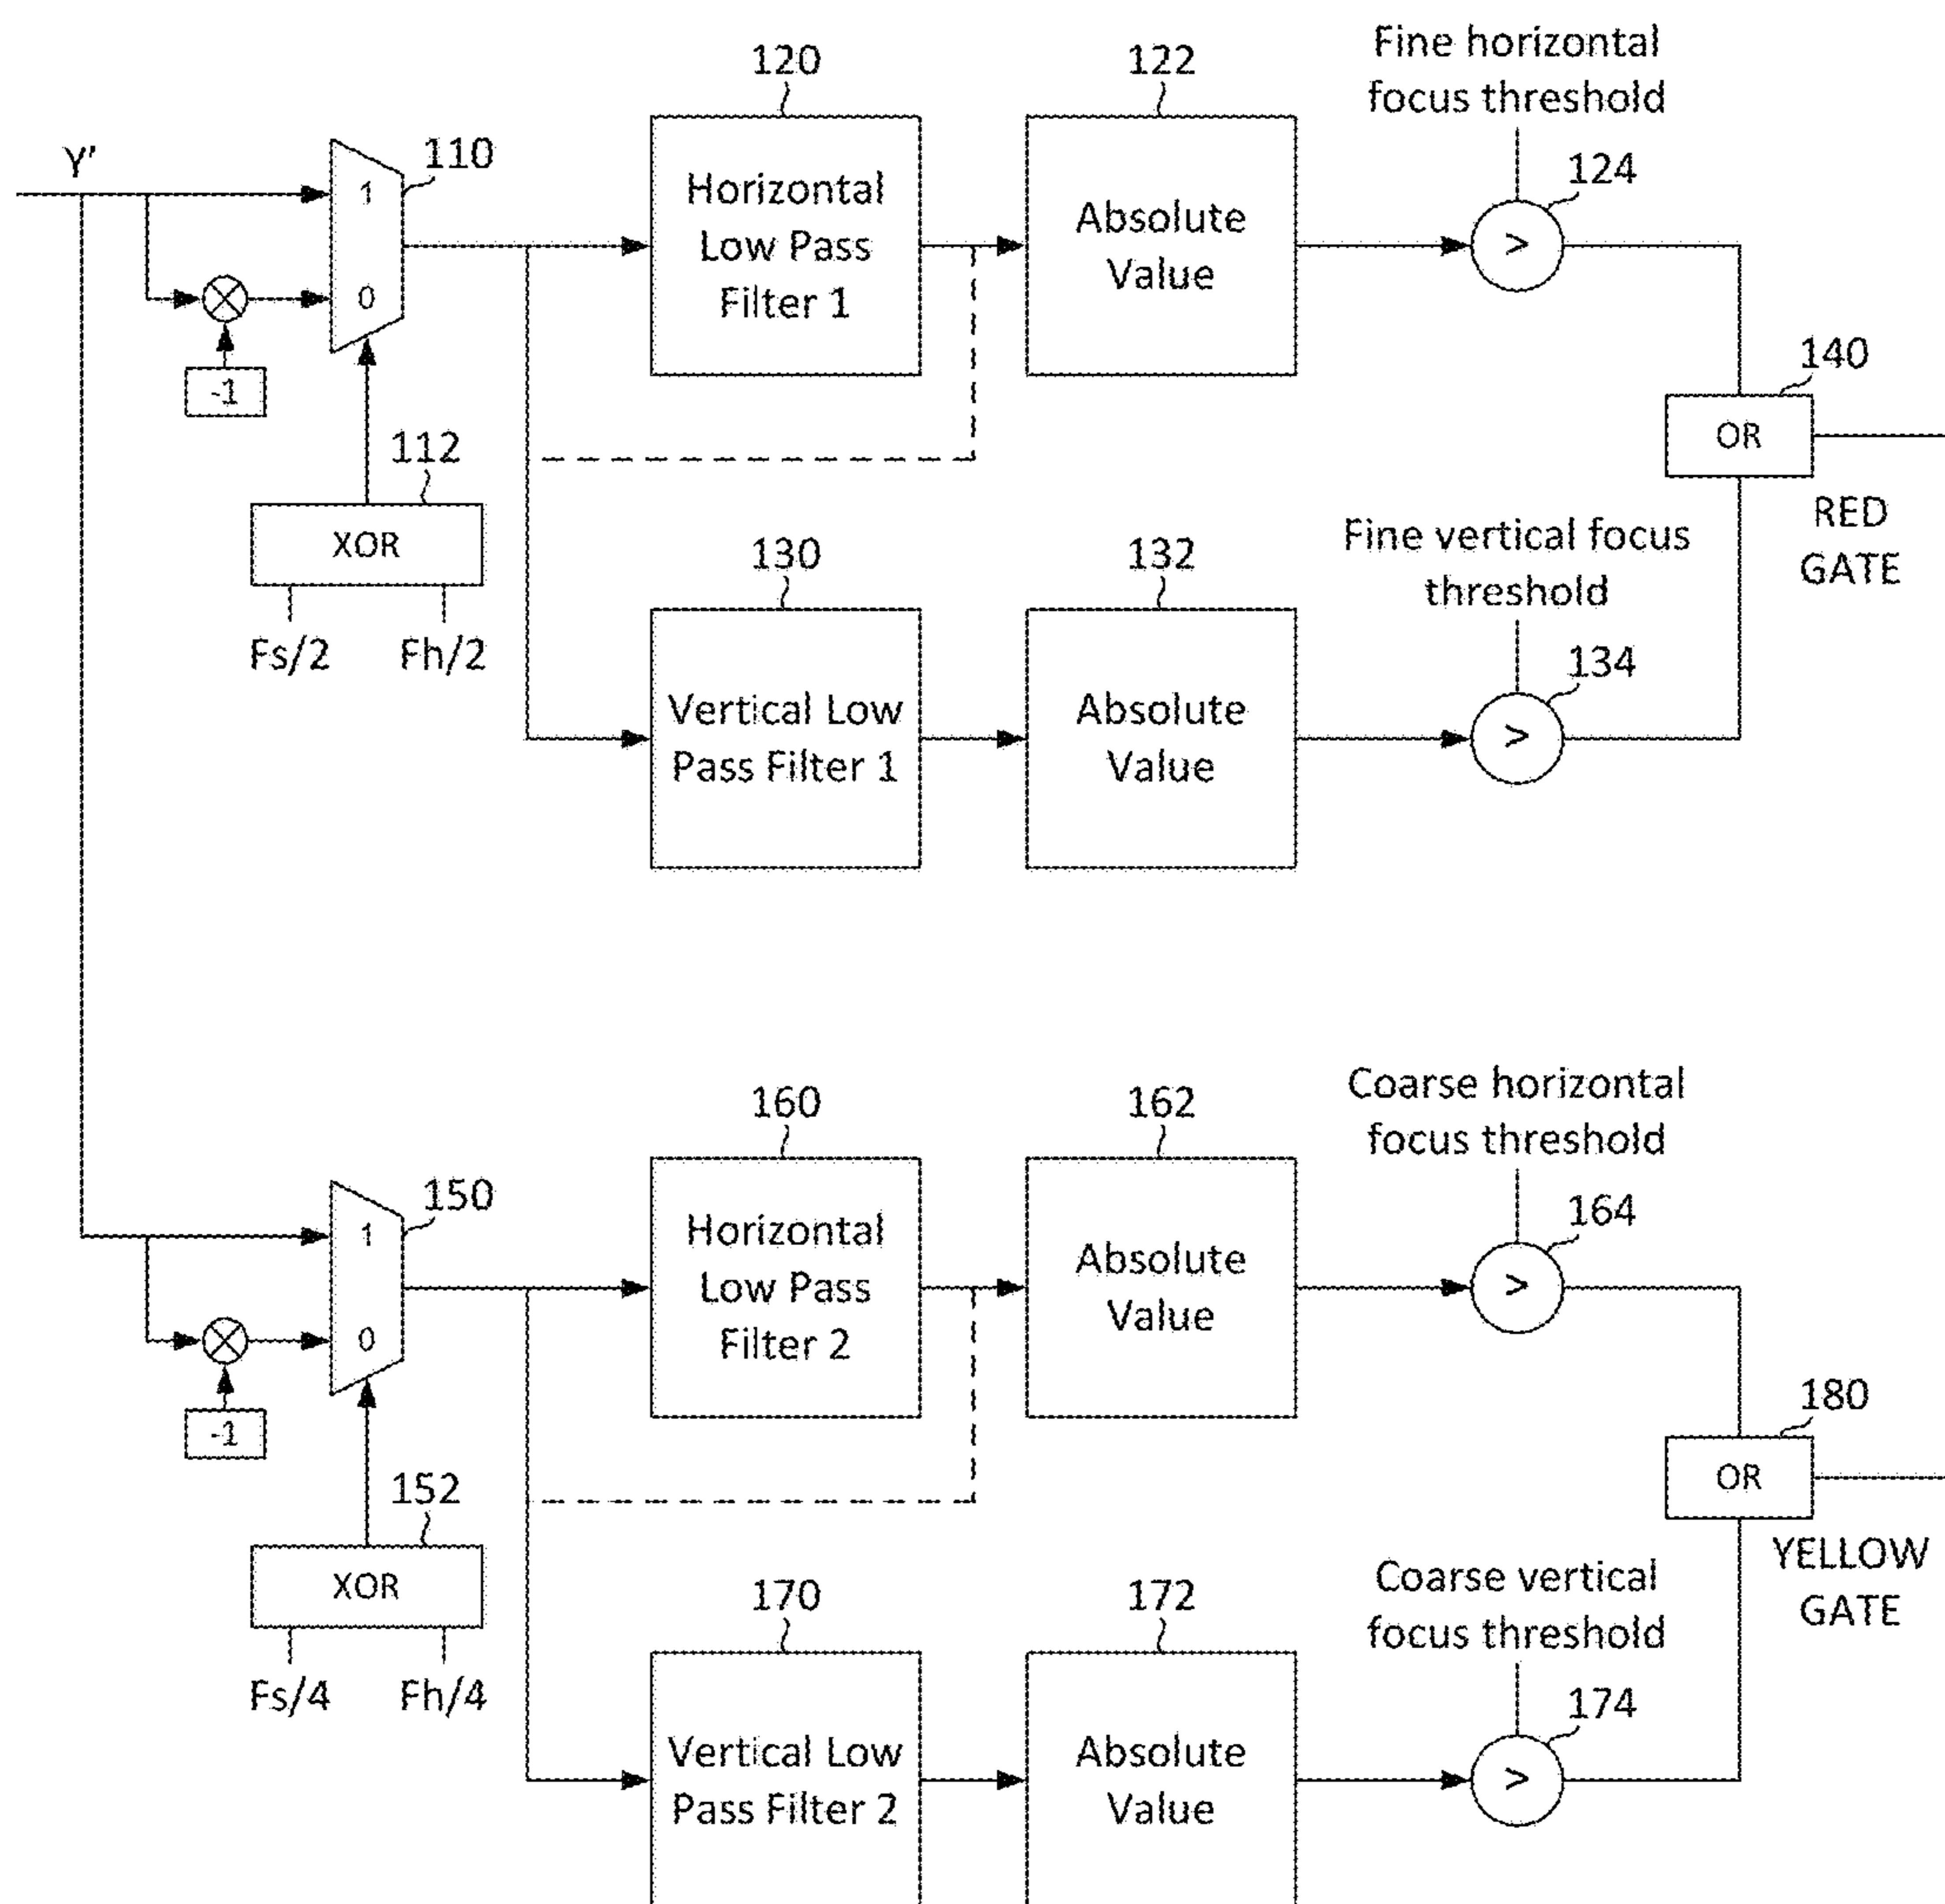 Fine horizontal
focus threshold
120
122
124
Y'
110
1
0
-1
Horizontal
Low Pass
Filter 1
Absolute
Value
>
140
OR
RED
GATE
112
XOR
Fs/2
Fh/2
Fine vertical focus
threshold
130
132
134
Vertical Low
Pass Filter 1
Absolute
Value
>
Coarse horizontal
focus threshold
160
162
164
150
1
0
-1
Horizontal
Low Pass
Filter 2
Absolute
Value
>
180
OR
YELLOW
GATE
152
XOR
Fs/4
Fh/4
Coarse vertical
focus threshold
170
172
174
Vertical Low
Pass Filter 2
Absolute
Value
>